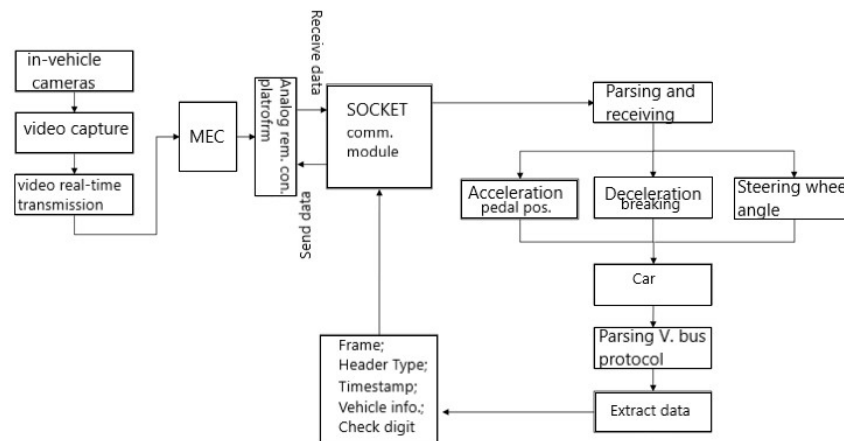 in-vehicle
cameras
video capture
video real-time
transmission
MEC
Analog rem. con.
platrofrm
Receive data
Send data
SOCKET
comm.
module
Parsing and
receiving
Acceleration
pedal pos.
Deceleration
breaking
Steering whee
angle
Car
Parsing V. bus
protocol
Extract data
Frame;
Header Type;
Timestamp;
Vehicle info.;
Check digit